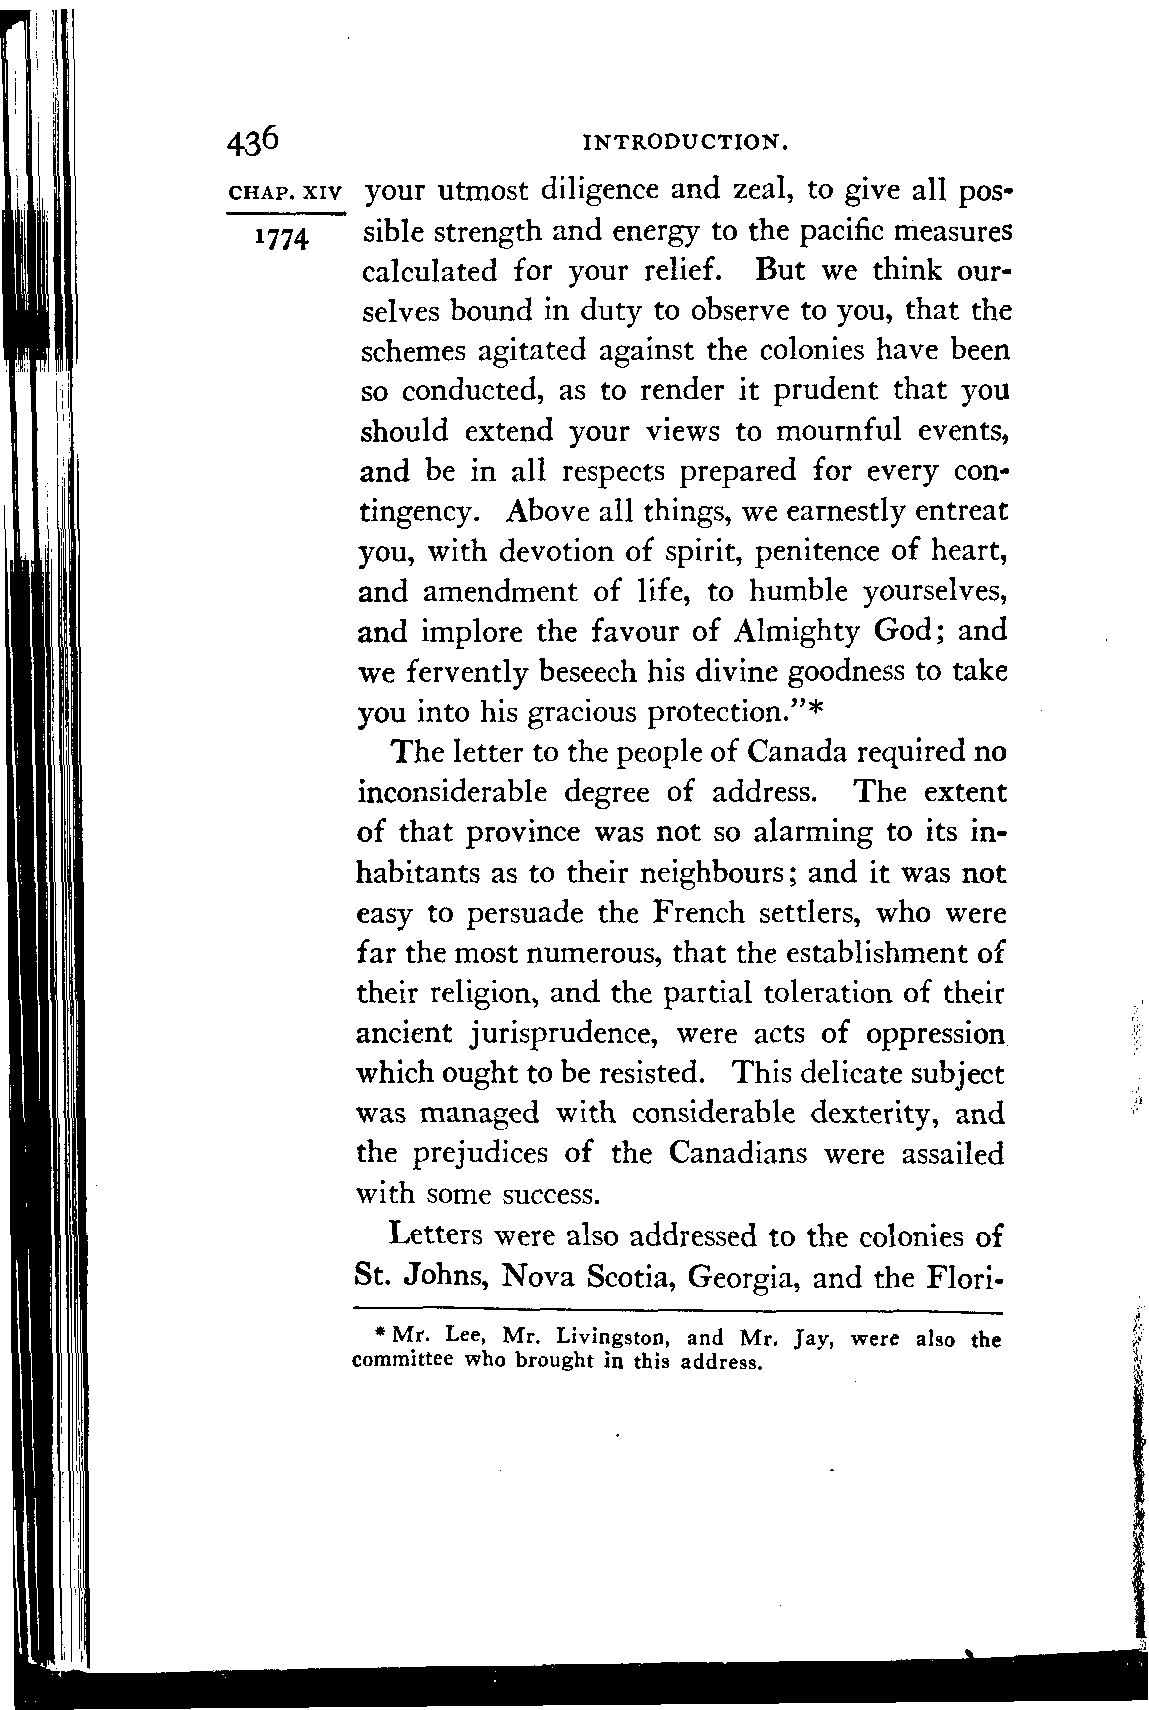 436 INTRODUCTION.
CHAP. XIV your utmost diligence and zeal, to give all pos-
1774 sible strength and energy to the pacific measures
calculated for your relief. But we think our-
selves bound in duty to observe to you, that the
schemes agitated against the colonies have been
so conducted, as to render it prudent that you
should extend your views to mournful events,
and be in all respects prepared for every con-
tingency. Above all things, we earnestly entreat
you, with devotion of spirit, penitence of heart,
and amendment of life, to humble yourselves,
and implore the favour of Almighty God; and
we fervently beseech his divine goodness to take
you into his gracious protection."*
The letter to the people of Canada required no
inconsiderable degree of address. The extent
of that province was not so alarming to its in-
habitants as to their neighbours; and it was not
easy to persuade the French settlers, who were
far the most numerous, that the establishment of
their religion, and the partial toleration of their
ancient jurisprudence, were acts of oppression
which ought to be resisted. This delicate subject
was managed with considerable dexterity, and
the prejudices of the Canadians were assailed
with some success.
Letters were also addressed to the colonies of
St. Johns, Nova Scotia, Georgia, and the Flori-
* Mr. Lee, Mr. Livingston, and Mr. Jay, were also the
committee who brought in this address.